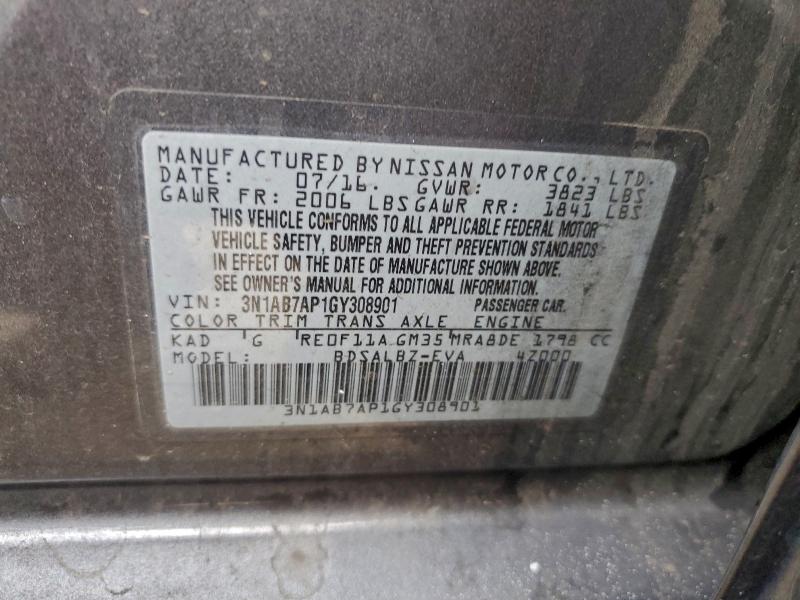 MANUFACTURED BY NISSAN MOTOR CO., LTD.
DATE: 07/16. GVWR: 3823 LBS
GAWR FR: 2006 LBS GAWR RR: 1841 LBS
THIS VEHICLE CONFORMS TO ALL APPLICABLE FEDERAL MOTOR
VEHICLE SAFETY, BUMPER AND THEFT PREVENTION STANDARDS
IN EFFECT ON THE DATE OF MANUFACTURE SHOWN ABOVE.
SEE OWNER'S MANUAL FOR ADDITIONAL INFORMATION.
VIN: 3N1AB7AP1GY308901 PASSENGER CAR.
COLOR TRIM TRANS AXLE ENGINE
KAD G RE0F11A GM35 MRA8DE 1798 CC
MODEL: BDSALBZ-EVA 4Z000
3N1AB7AP1GY308901